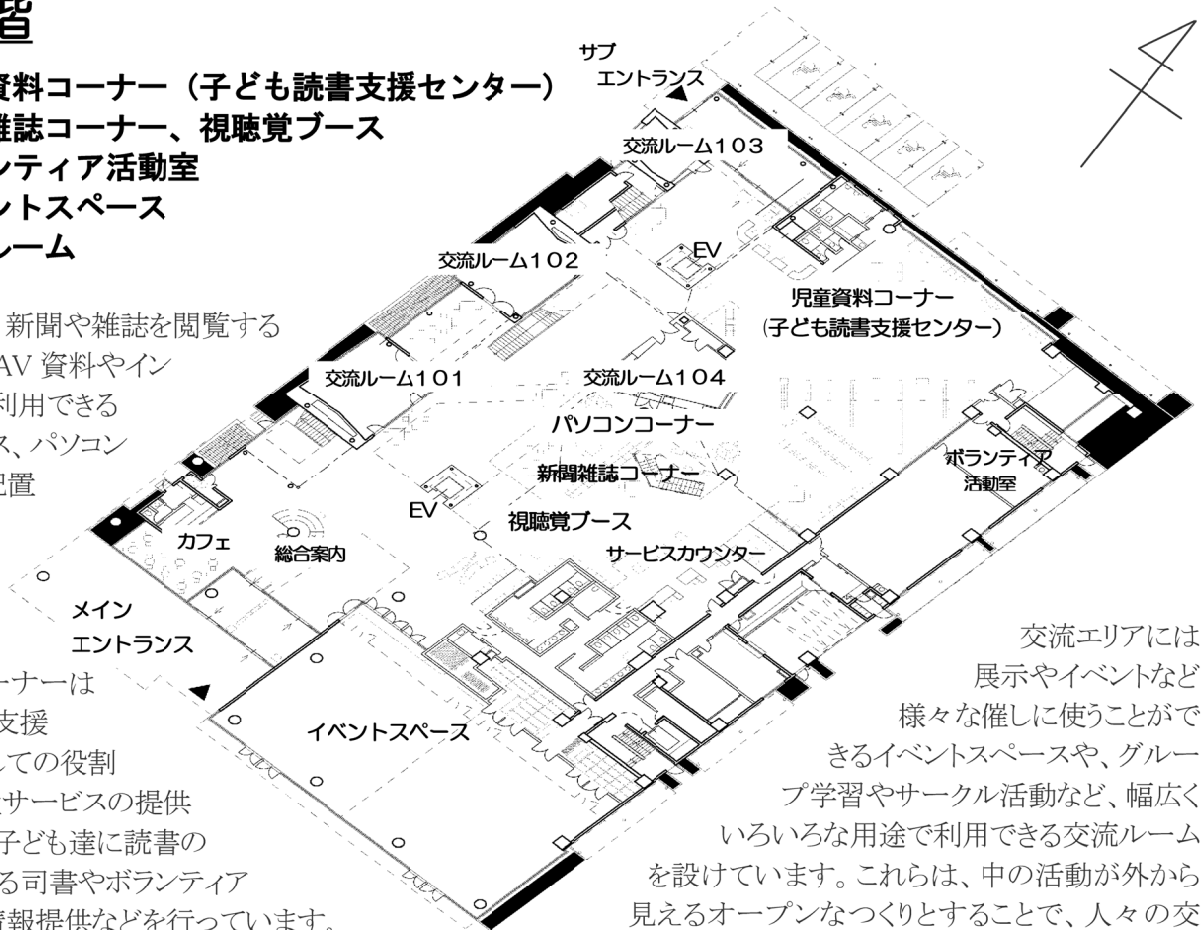 階
資料コーナー（子ども読書支援センター）
雑誌コーナー、視聴覚ブース
ンティア活動室
ントスペース
ルーム
新聞や雑誌を閲覧する
AV 資料やイン
利用できる
ス、パソコン
配置
サブ
エントランス
交流ルーム１０３
交流ルーム１０２
EV
児童資料コーナー
（子ども読書支援センター）
交流ルーム１０１
交流ルーム１０４
パソコンコーナー
新聞雑誌コーナー
ボランティア
活動室
EV
視聴覚ブース
カフェ
総合案内
サービスカウンター
メイン
エントランス
イベントスペース
ーナーは
支援
しての役割
サービスの提供
子ども達に読書の
る司書やボランティア
情報提供などを行っています。
交流エリアには
展示やイベントなど
様々な催しに使うことがで
きるイベントスペースや、グルー
プ学習やサークル活動など、幅広く
いろいろな用途で利用できる交流ルーム
を設けています。これらは、中の活動が外から
見えるオープンなつくりとすることで、人々の交